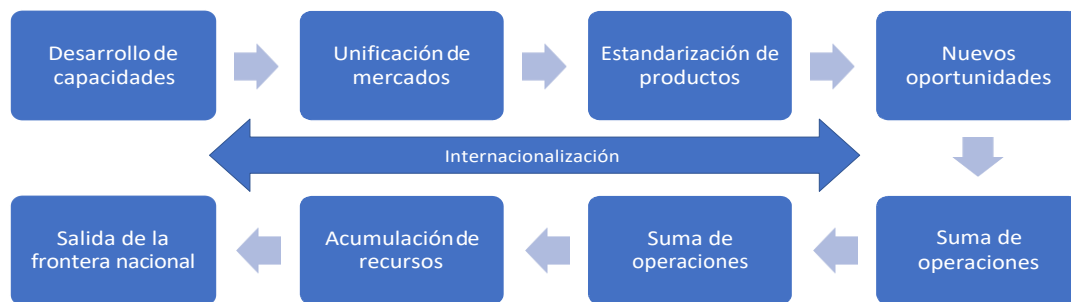 Desarrollo de
capacidades
Unificación de
mercados
Estandarización de
productos
Nuevos
oportunidades
Internacionalización
Salida de la
frontera nacional
Acumulación de
recursos
Suma de
operaciones
Suma de
operaciones